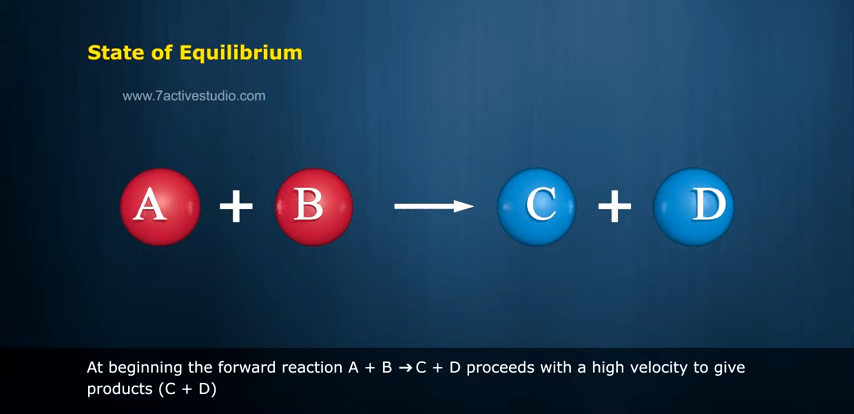 State of Equilibrium
www.7activestudio.com
A + B → C + D
At beginning the forward reaction A + B ➔ C + D proceeds with a high velocity to give
products (C + D)